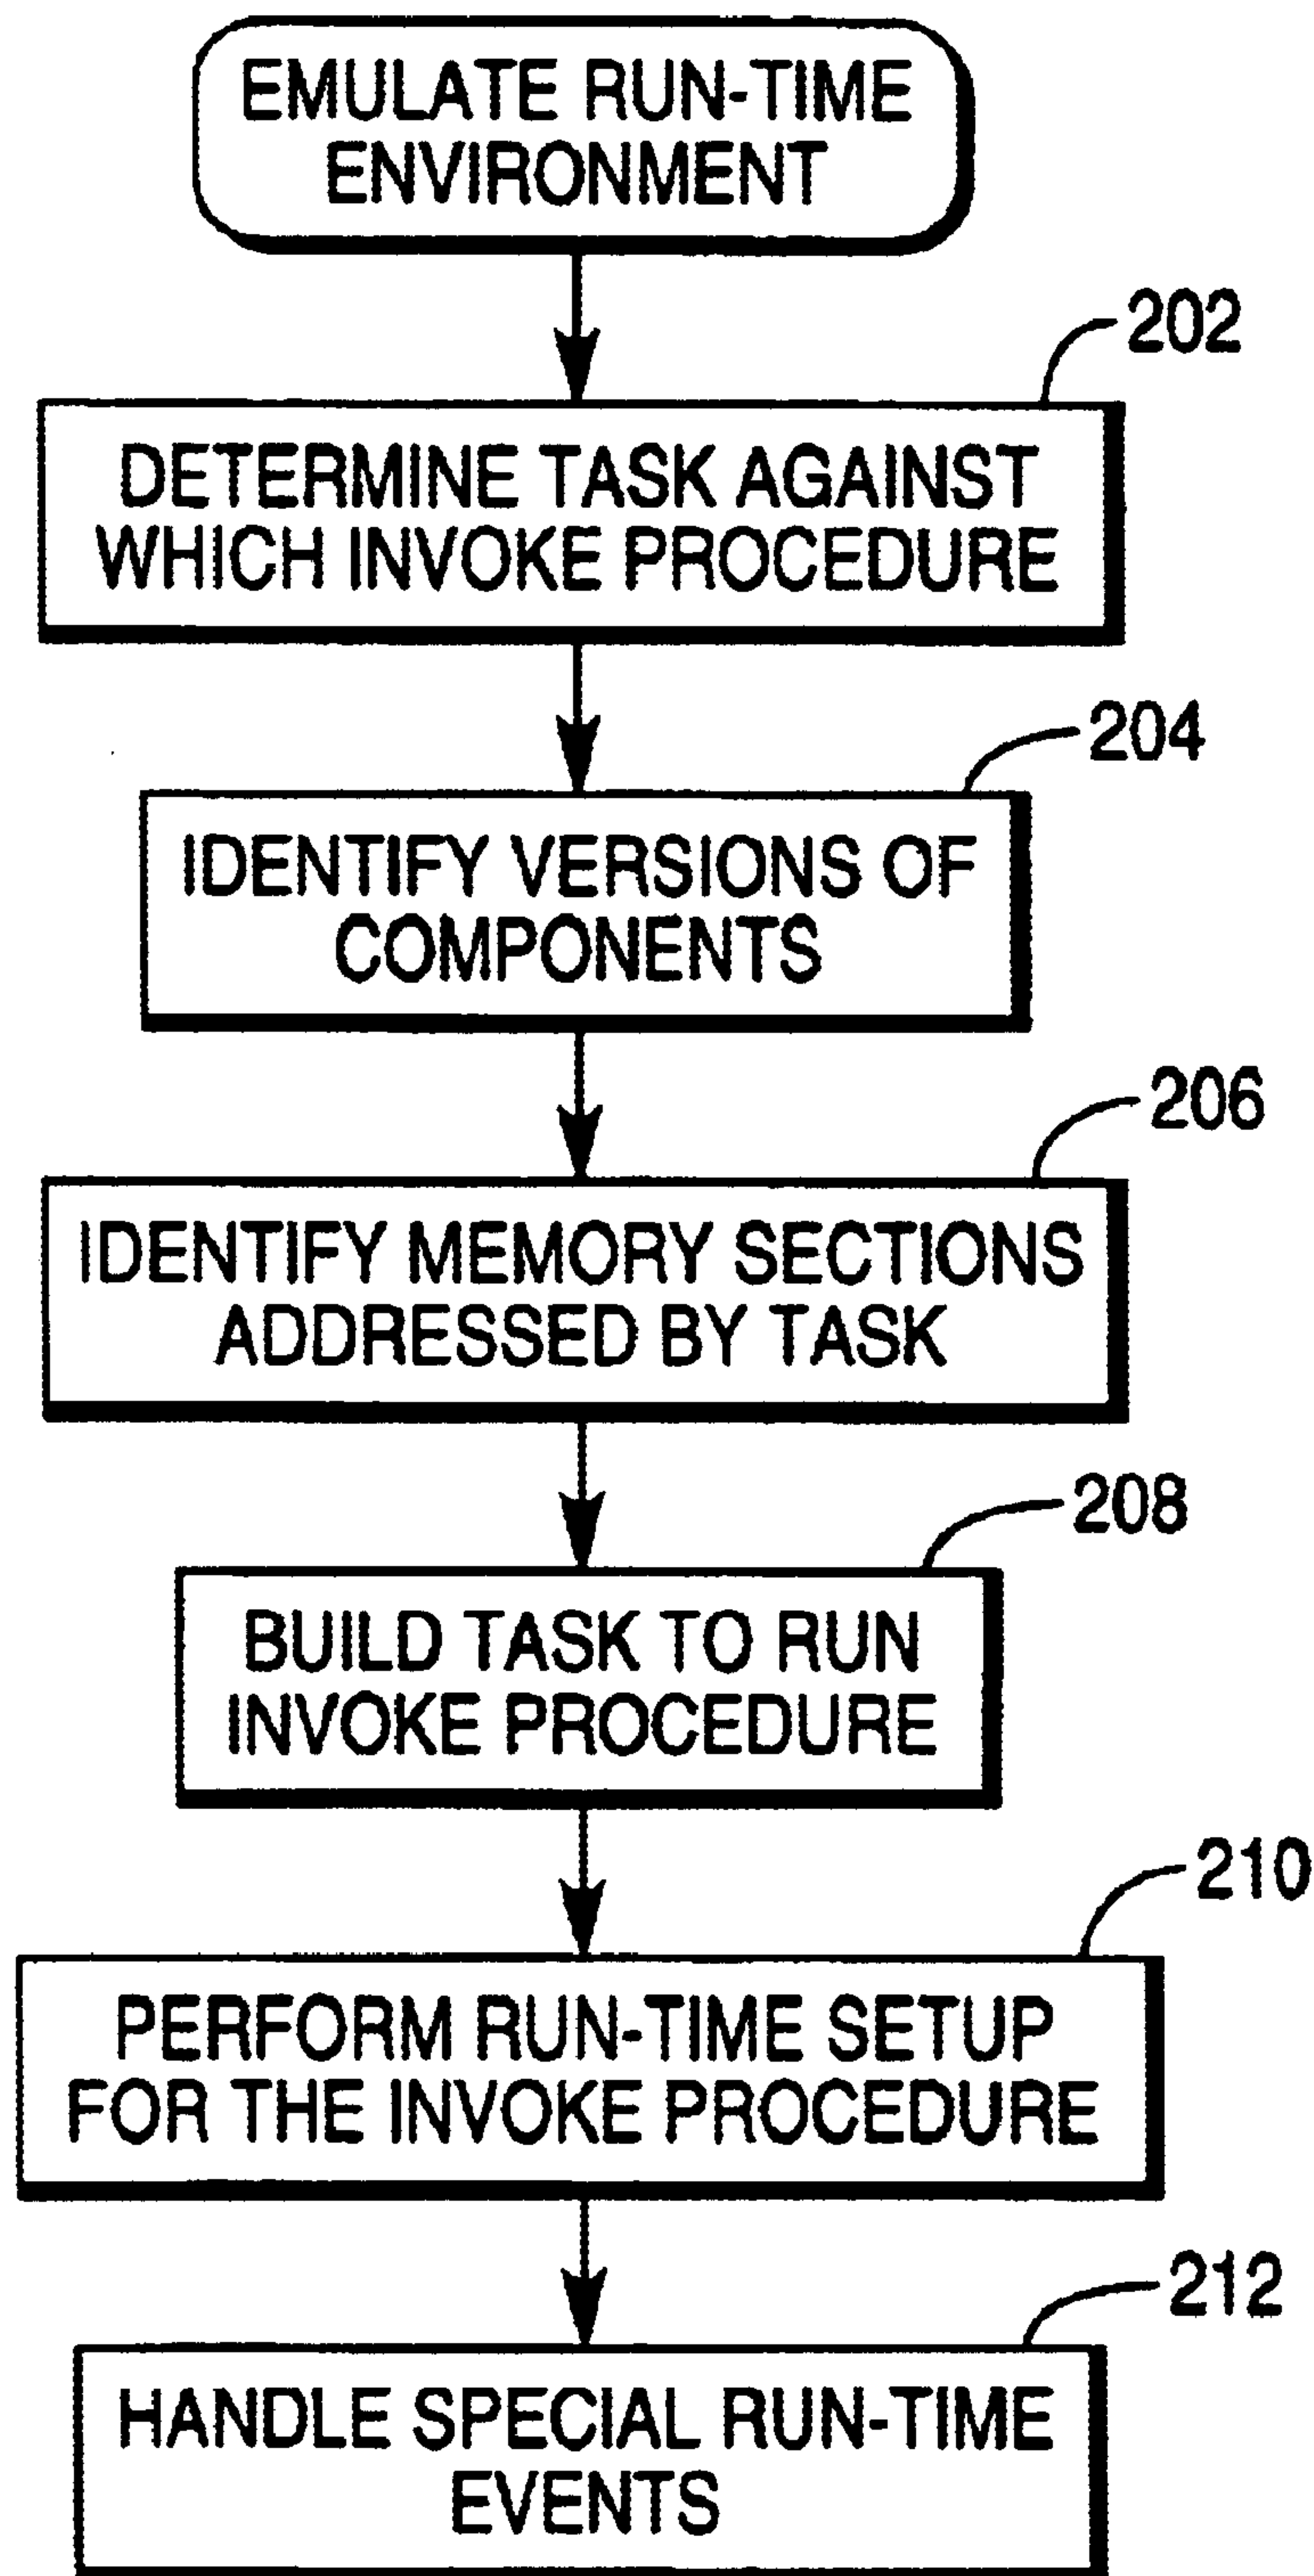 EMULATE RUN-TIME
ENVIRONMENT
202
DETERMINE TASK AGAINST
WHICH INVOKE PROCEDURE
204
IDENTIFY VERSIONS OF
COMPONENTS
206
IDENTIFY MEMORY SECTIONS
ADDRESSED BY TASK
208
BUILD TASK TO RUN
INVOKE PROCEDURE
210
PERFORM RUN-TIME SETUP
FOR THE INVOKE PROCEDURE
212
HANDLE SPECIAL RUN-TIME
EVENTS